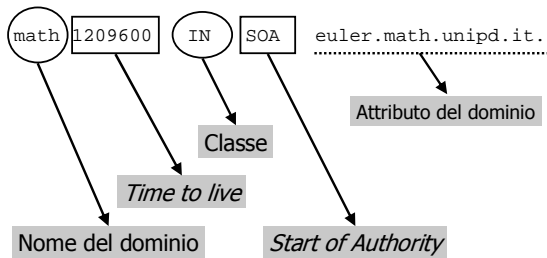 math 1209600 IN SOA euler.math.unipd.it.
Attributo del dominio
Classe
Time to live
Nome del dominio Start of Authority